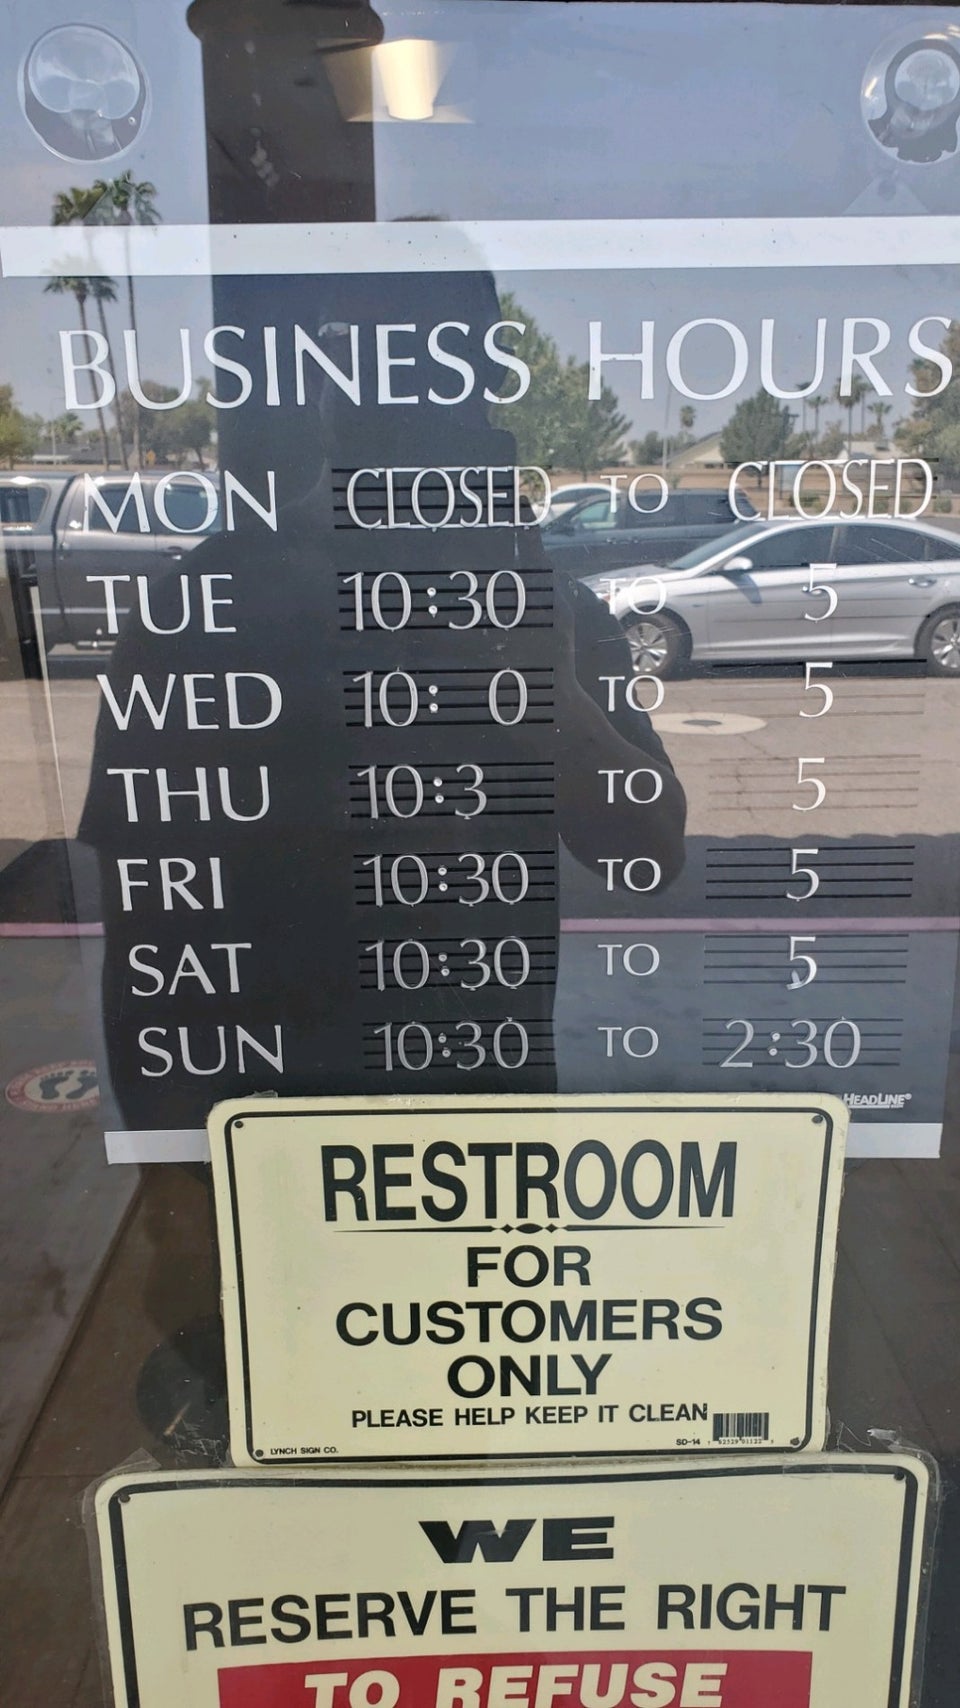 BUSINESS HOURS
MON CLOSED TO CLOSED
TUE 10:30 TO 5
WED 10: 0 TO 5
THU 10:3 TO 5
FRI 10:30 TO 5
SAT 10:30 TO 5
SUN 10:30 TO 2:30
HEADLINE®
RESTROOM
FOR
CUSTOMERS
ONLY
PLEASE HELP KEEP IT CLEAN
LYNCH SIGN CO. SD-14
WE
RESERVE THE RIGHT
TO REFUSE